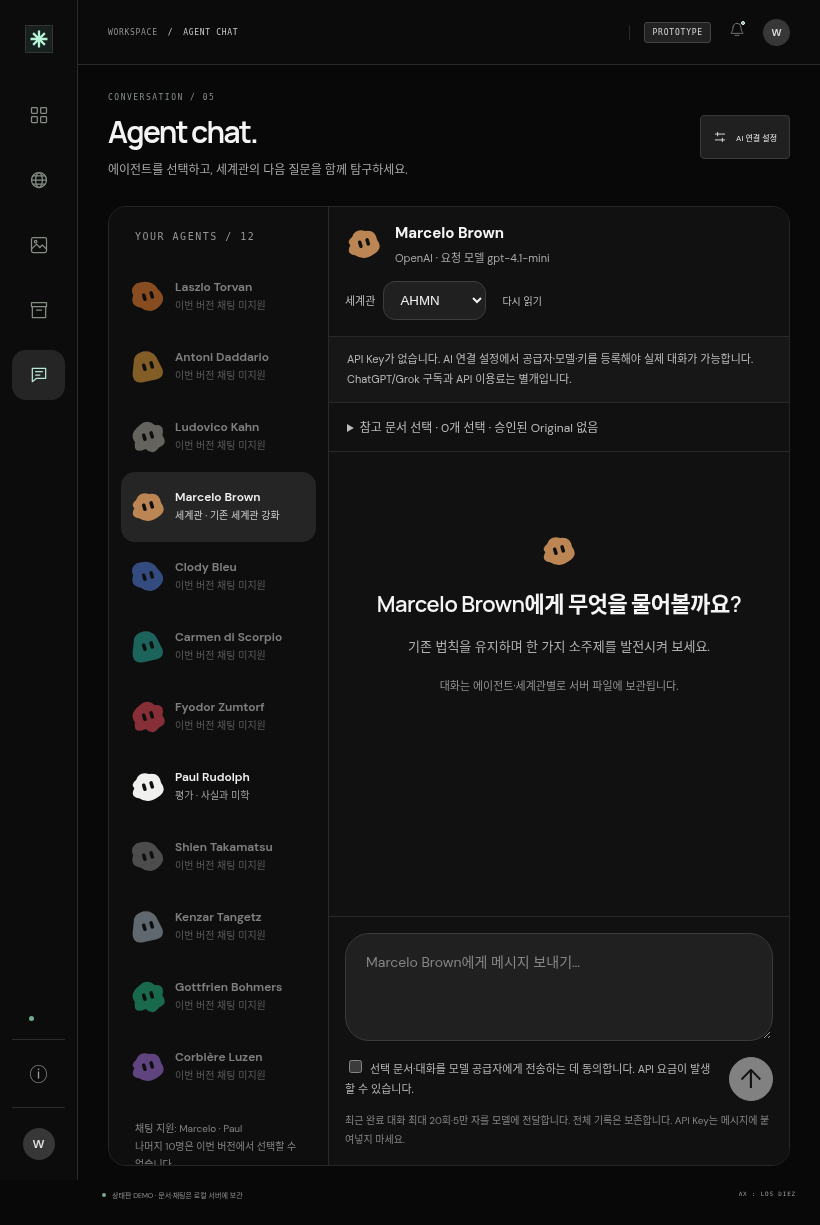 WORKSPACE / AGENT CHAT
PROTOTYPE
W
CONVERSATION / 05
Agent chat.
에이전트를 선택하고, 세계관의 다음 질문을 함께 탐구하세요.
AI 연결 설정
YOUR AGENTS / 12
Laszlo Torvan
이번 버전 채팅 미지원
Antoni Daddario
이번 버전 채팅 미지원
Ludovico Kahn
이번 버전 채팅 미지원
Marcelo Brown
세계관 · 기존 세계관 강화
Clody Bleu
이번 버전 채팅 미지원
Carmen di Scorpio
이번 버전 채팅 미지원
Fyodor Zumtorf
이번 버전 채팅 미지원
Paul Rudolph
평가 · 사실과 미학
Shien Takamatsu
이번 버전 채팅 미지원
Kenzar Tangetz
이번 버전 채팅 미지원
Gottfrien Bohmers
이번 버전 채팅 미지원
Corbière Luzen
이번 버전 채팅 미지원
채팅 지원: Marcelo · Paul
나머지 10명은 이번 버전에서 선택할 수
없습니다.
Marcelo Brown
OpenAI · 요청 모델 gpt-4.1-mini
세계관 AHMN 다시 읽기
API Key가 없습니다. AI 연결 설정에서 공급자·모델·키를 등록해야 실제 대화가 가능합니다.
ChatGPT/Grok 구독과 API 이용료는 별개입니다.
▶ 참고 문서 선택 · 0개 선택 · 승인된 Original 없음
Marcelo Brown에게 무엇을 물어볼까요?
기존 법칙을 유지하며 한 가지 소주제를 발전시켜 보세요.
대화는 에이전트·세계관별로 서버 파일에 보관됩니다.
Marcelo Brown에게 메시지 보내기…
선택 문서·대화를 모델 공급자에게 전송하는 데 동의합니다. API 요금이 발생
할 수 있습니다.
최근 완료 대화 최대 20회·5만 자를 모델에 전달합니다. 전체 기록은 보존합니다. API Key는 메시지에 붙
여넣지 마세요.
W
상태판 DEMO · 문서·채팅은 로컬 서버에 보관
AX : LOS DIEZ